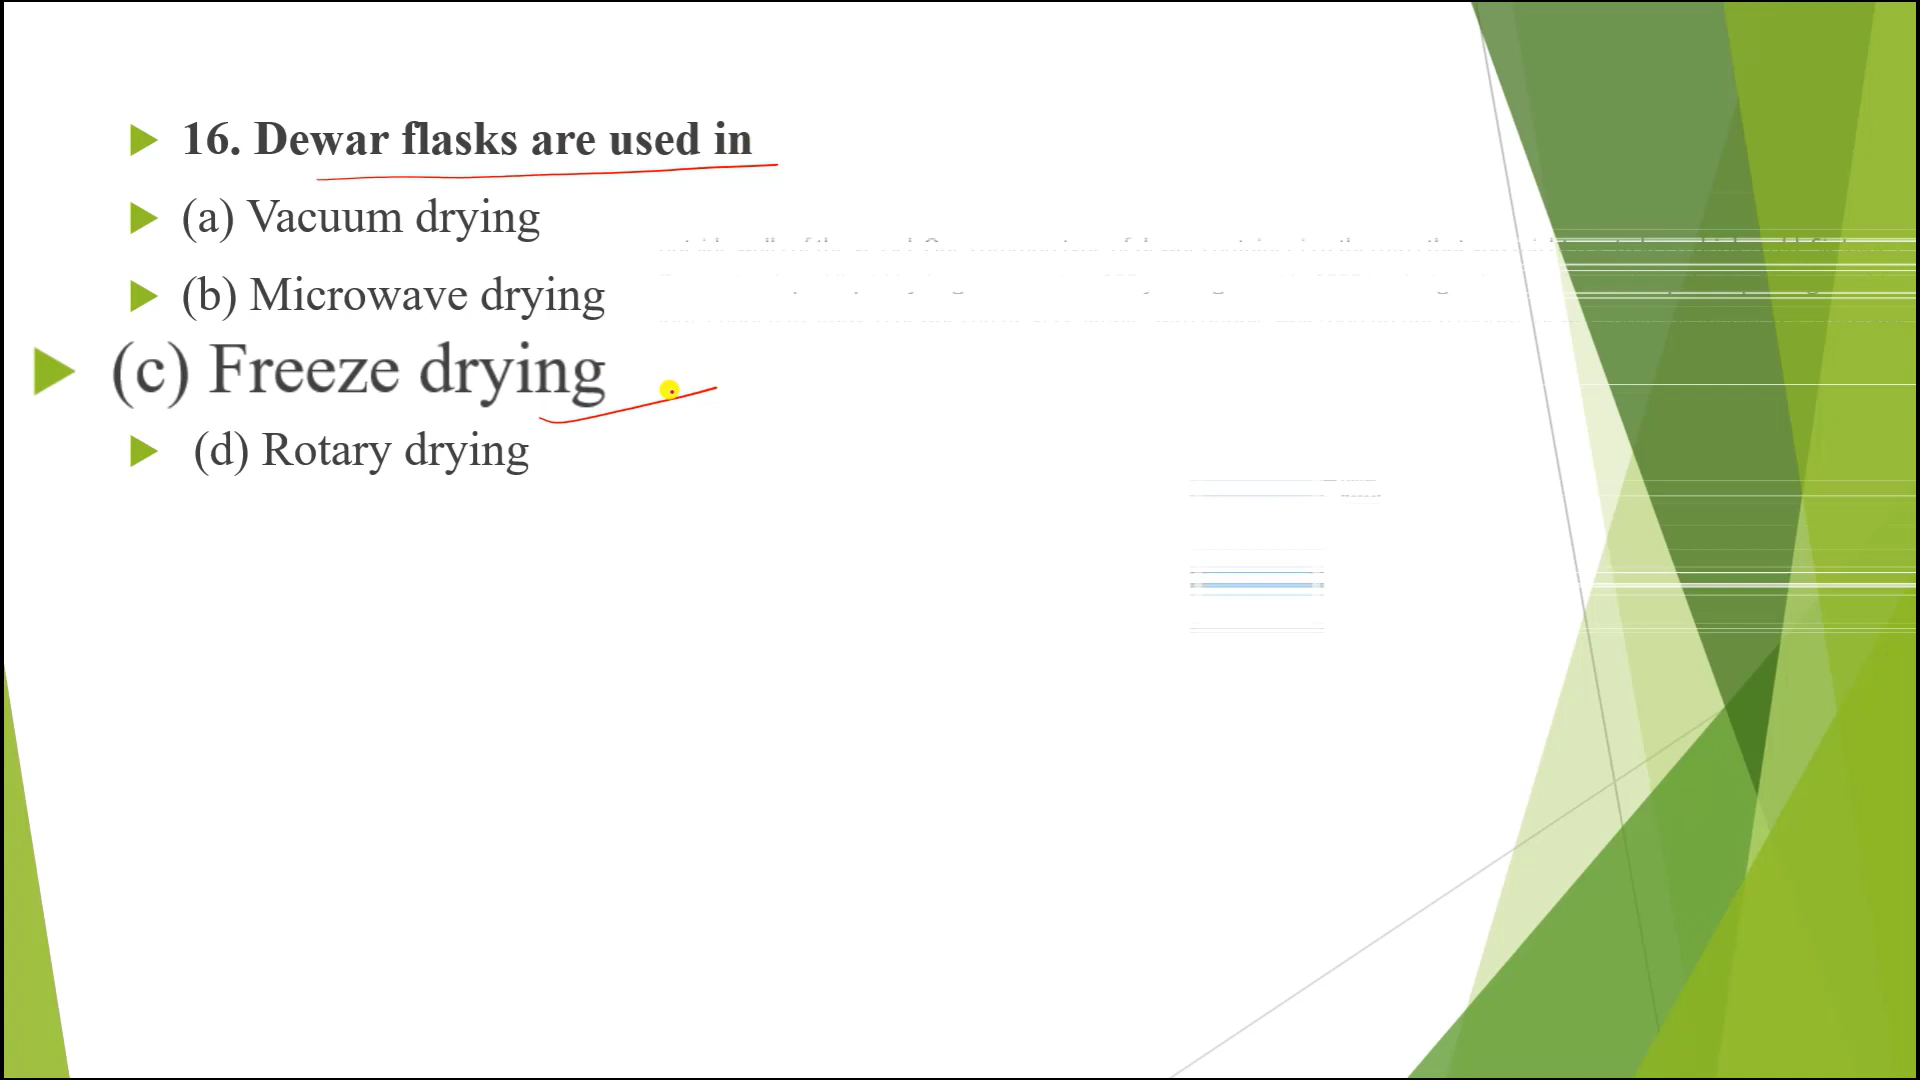 16. Dewar flasks are used in
(a) Vacuum drying
(b) Microwave drying
(c) Freeze drying
(d) Rotary drying